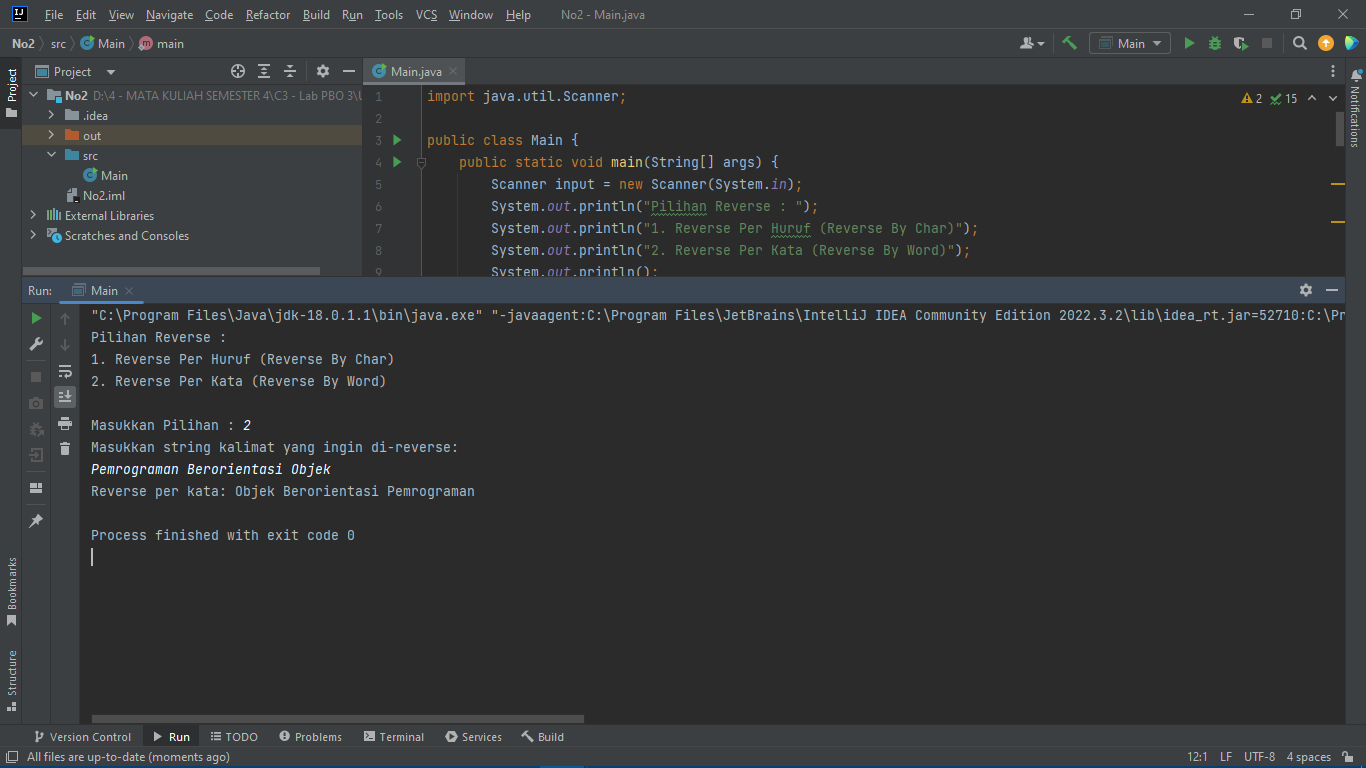 IJ File Edit View Navigate Code Refactor Build Run Tools VCS Window Help No2 - Main.java
No2 src Main main Main
Project Main.java
No2 D:\4 - MATA KULIAH SEMESTER 4\C3 - Lab PBO 3\
.idea
out
src
Main
No2.iml
External Libraries
Scratches and Consoles
2 15
1 import java.util.Scanner;
2
3 public class Main {
4 public static void main(String[] args) {
5 Scanner input = new Scanner(System.in);
6 System.out.println("Pilihan Reverse : ");
7 System.out.println("1. Reverse Per Huruf (Reverse By Char)");
8 System.out.println("2. Reverse Per Kata (Reverse By Word)");
9 System.out.println();
Run: Main
"C:\Program Files\Java\jdk-18.0.1.1\bin\java.exe" "-javaagent:C:\Program Files\JetBrains\IntelliJ IDEA Community Edition 2022.3.2\lib\idea_rt.jar=52710:C:\Pr
Pilihan Reverse :
1. Reverse Per Huruf (Reverse By Char)
2. Reverse Per Kata (Reverse By Word)
Masukkan Pilihan : 2
Masukkan string kalimat yang ingin di-reverse:
Pemrograman Berorientasi Objek
Reverse per kata: Objek Berorientasi Pemrograman
Process finished with exit code 0
Project
Bookmarks
Structure
Notifications
Version Control Run TODO Problems Terminal Services Build
All files are up-to-date (moments ago) 12:1 LF UTF-8 4 spaces